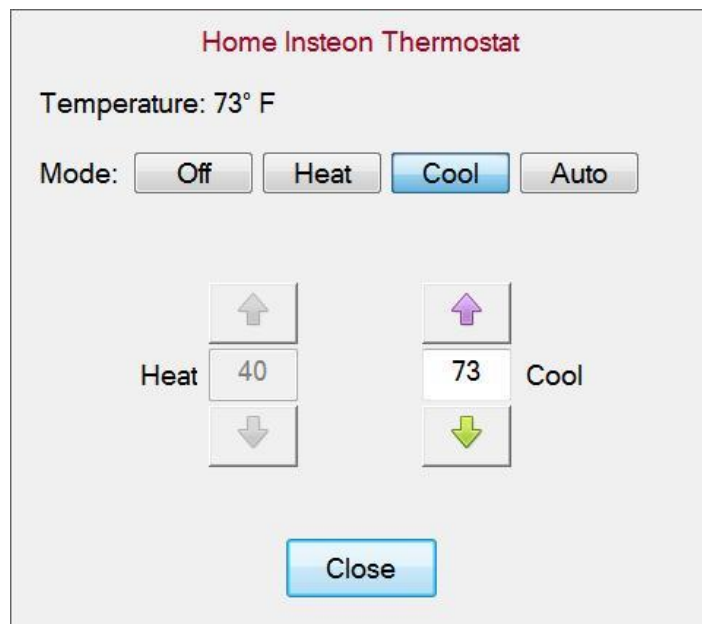 Home Insteon Thermostat
Temperature: 73° F
Mode: Off Heat Cool Auto
Heat 40 73 Cool
Close